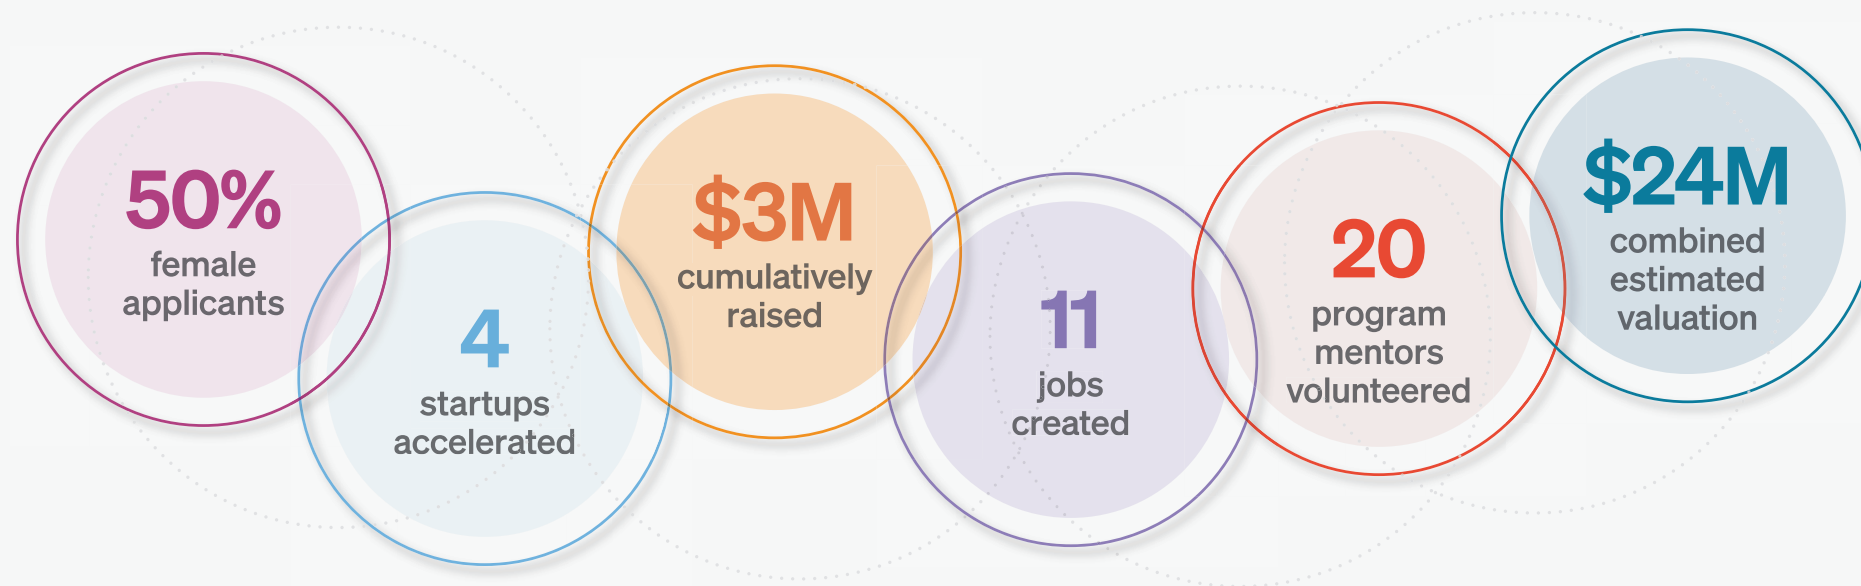 50%
female
applicants
4
startups
accelerated
$3M
cumulatively
raised
11
jobs
created
20
program
mentors
volunteered
$24M
combined
estimated
valuation